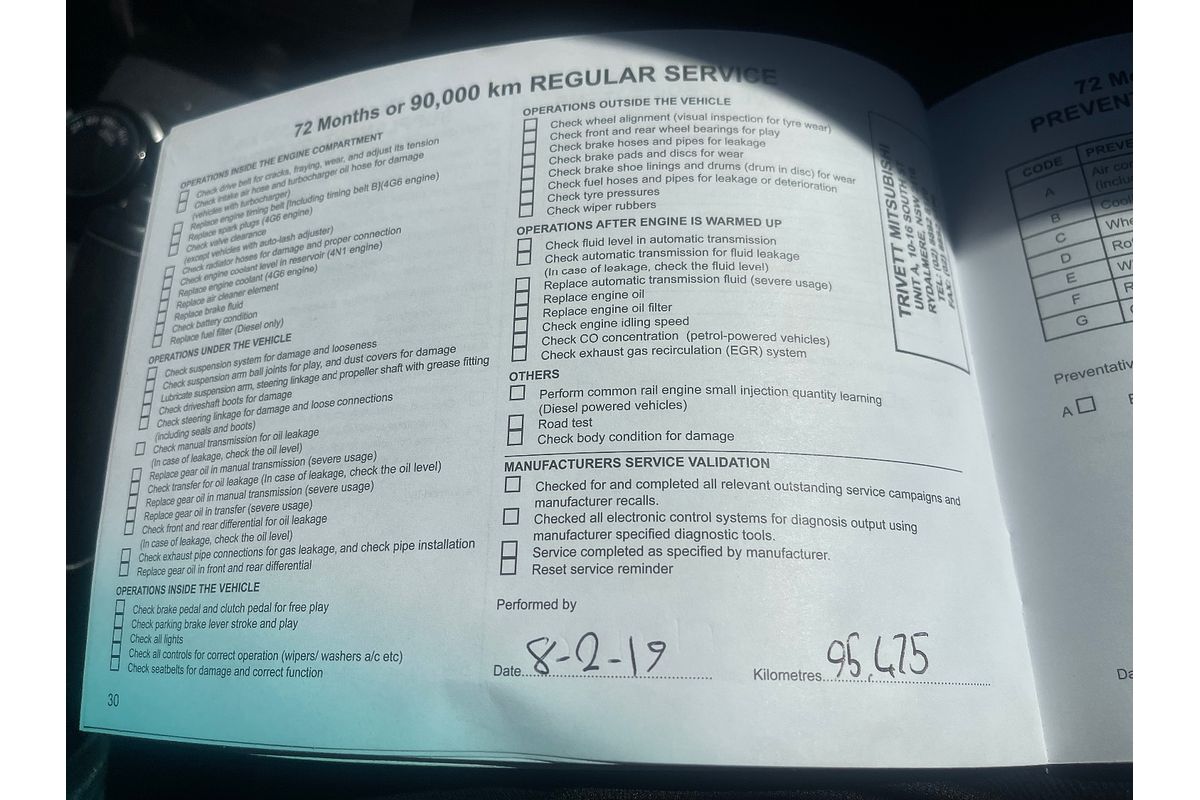 72 Months or 90,000 km REGULAR SERVICE
OPERATIONS INSIDE THE ENGINE COMPARTMENT
Check drive belt for cracks, fraying, wear, and adjust its tension
Check intake air hose and turbocharger oil hose for damage
(vehicles with turbocharger)
Replace engine timing belt [Including timing belt B](4G6 engine)
Replace spark plugs (4G6 engine)
Check valve clearance
(except vehicles with auto-lash adjuster)
Check radiator hoses for damage and proper connection
Check engine coolant level in reservoir (4N1 engine)
Replace engine coolant (4G6 engine)
Replace air cleaner element
Replace brake fluid
Check battery condition
Replace fuel filter (Diesel only)
OPERATIONS UNDER THE VEHICLE
Check suspension system for damage and looseness
Check suspension arm ball joints for play, and dust covers for damage
Lubricate suspension arm, steering linkage and propeller shaft with grease fitting
Check driveshaft boots for damage
Check steering linkage for damage and loose connections
(including seals and boots)
Check manual transmission for oil leakage
(In case of leakage, check the oil level)
Replace gear oil in manual transmission (severe usage)
Check transfer for oil leakage (In case of leakage, check the oil level)
Replace gear oil in manual transmission (severe usage)
Replace gear oil in transfer (severe usage)
Check front and rear differential for oil leakage
(In case of leakage, check the oil level)
Check exhaust pipe connections for gas leakage, and check pipe installation
Replace gear oil in front and rear differential
OPERATIONS INSIDE THE VEHICLE
Check brake pedal and clutch pedal for free play
Check parking brake lever stroke and play
Check all lights
Check all controls for correct operation (wipers/ washers a/c etc)
Check seatbelts for damage and correct function
30
OPERATIONS OUTSIDE THE VEHICLE
Check wheel alignment (visual inspection for tyre wear)
Check front and rear wheel bearings for play
Check brake hoses and pipes for leakage
Check brake pads and discs for wear
Check brake shoe linings and drums (drum in disc) for wear
Check fuel hoses and pipes for leakage or deterioration
Check tyre pressures
Check wiper rubbers
OPERATIONS AFTER ENGINE IS WARMED UP
Check fluid level in automatic transmission
Check automatic transmission for fluid leakage
(In case of leakage, check the fluid level)
Replace automatic transmission fluid (severe usage)
Replace engine oil
Replace engine oil filter
Check engine idling speed
Check CO concentration (petrol-powered vehicles)
Check exhaust gas recirculation (EGR) system
OTHERS
Perform common rail engine small injection quantity learning
(Diesel powered vehicles)
Road test
Check body condition for damage
MANUFACTURERS SERVICE VALIDATION
Checked for and completed all relevant outstanding service campaigns and
manufacturer recalls.
Checked all electronic control systems for diagnosis output using
manufacturer specified diagnostic tools.
Service completed as specified by manufacturer.
Reset service reminder
Performed by
Date 8-2-19
Kilometres 95,475
TRIVETT MITSUBISHI
UNIT A, 10-16 SOUTH ST
RYDALMERE, NSW
TEL: (02) 8882
FAX: (02)
72 M
PREVEN
CODE PREVE
A Air co
(Inclu
B Cool
C Whe
D Ro
E W
F R
G
Preventativ
A
Da